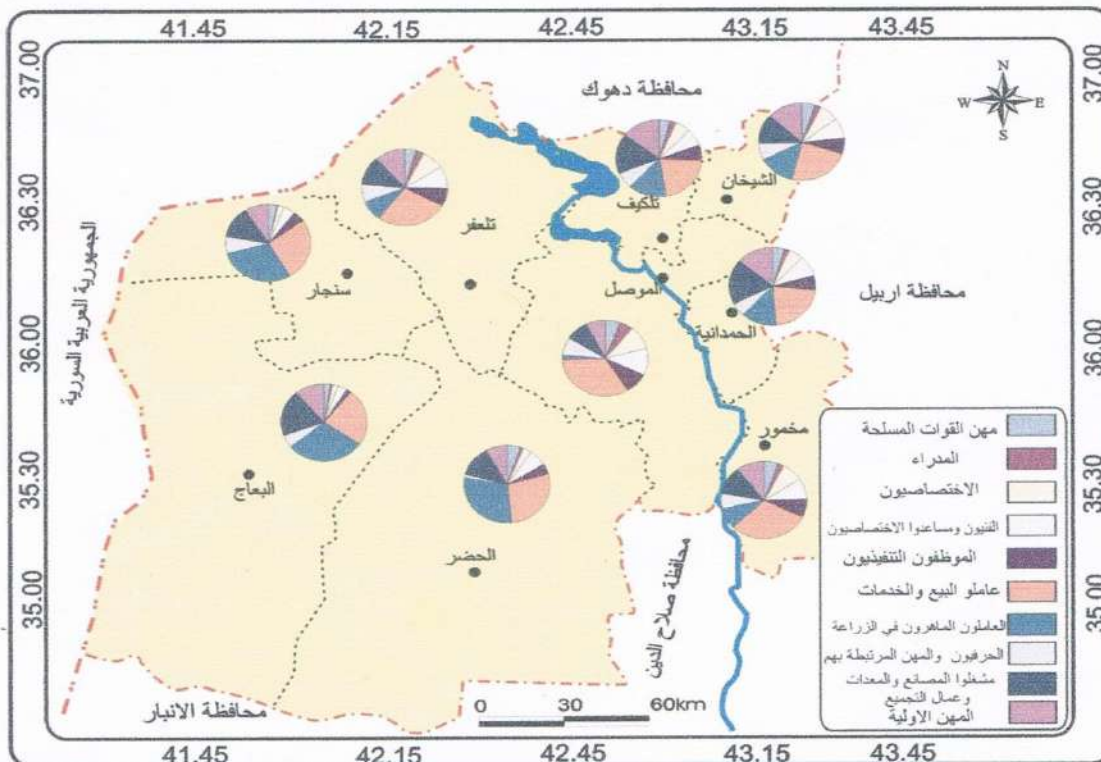 41.45 42.15 42.45 43.15 43.45
37.00
36.30
36.00
35.30
35.00
37.00
36.30
36.00
35.30
35.00
N
W E
S
محافظة دهوك
الشيخان
تلكيف
تلعفر
سنجار
الموصل
الحمدانية
محافظة اربيل
الجمهورية العربية السورية
مخمور
البعاج
الحضر
محافظة صلاح الدين
محافظة الانبار
0 30 60km
مهن القوات المسلحة
المدراء
الاختصاصيون
الفنيون ومساعدوا الاختصاصيون
الموظفون التنفيذيون
عاملو البيع والخدمات
العاملون الماهرون في الزراعة
الحرفيون والمهن المرتبطة بهم
مشغلوا المصانع والمعدات
وعمال التجميع
المهن الاولية
41.45 42.15 42.45 43.15 43.45